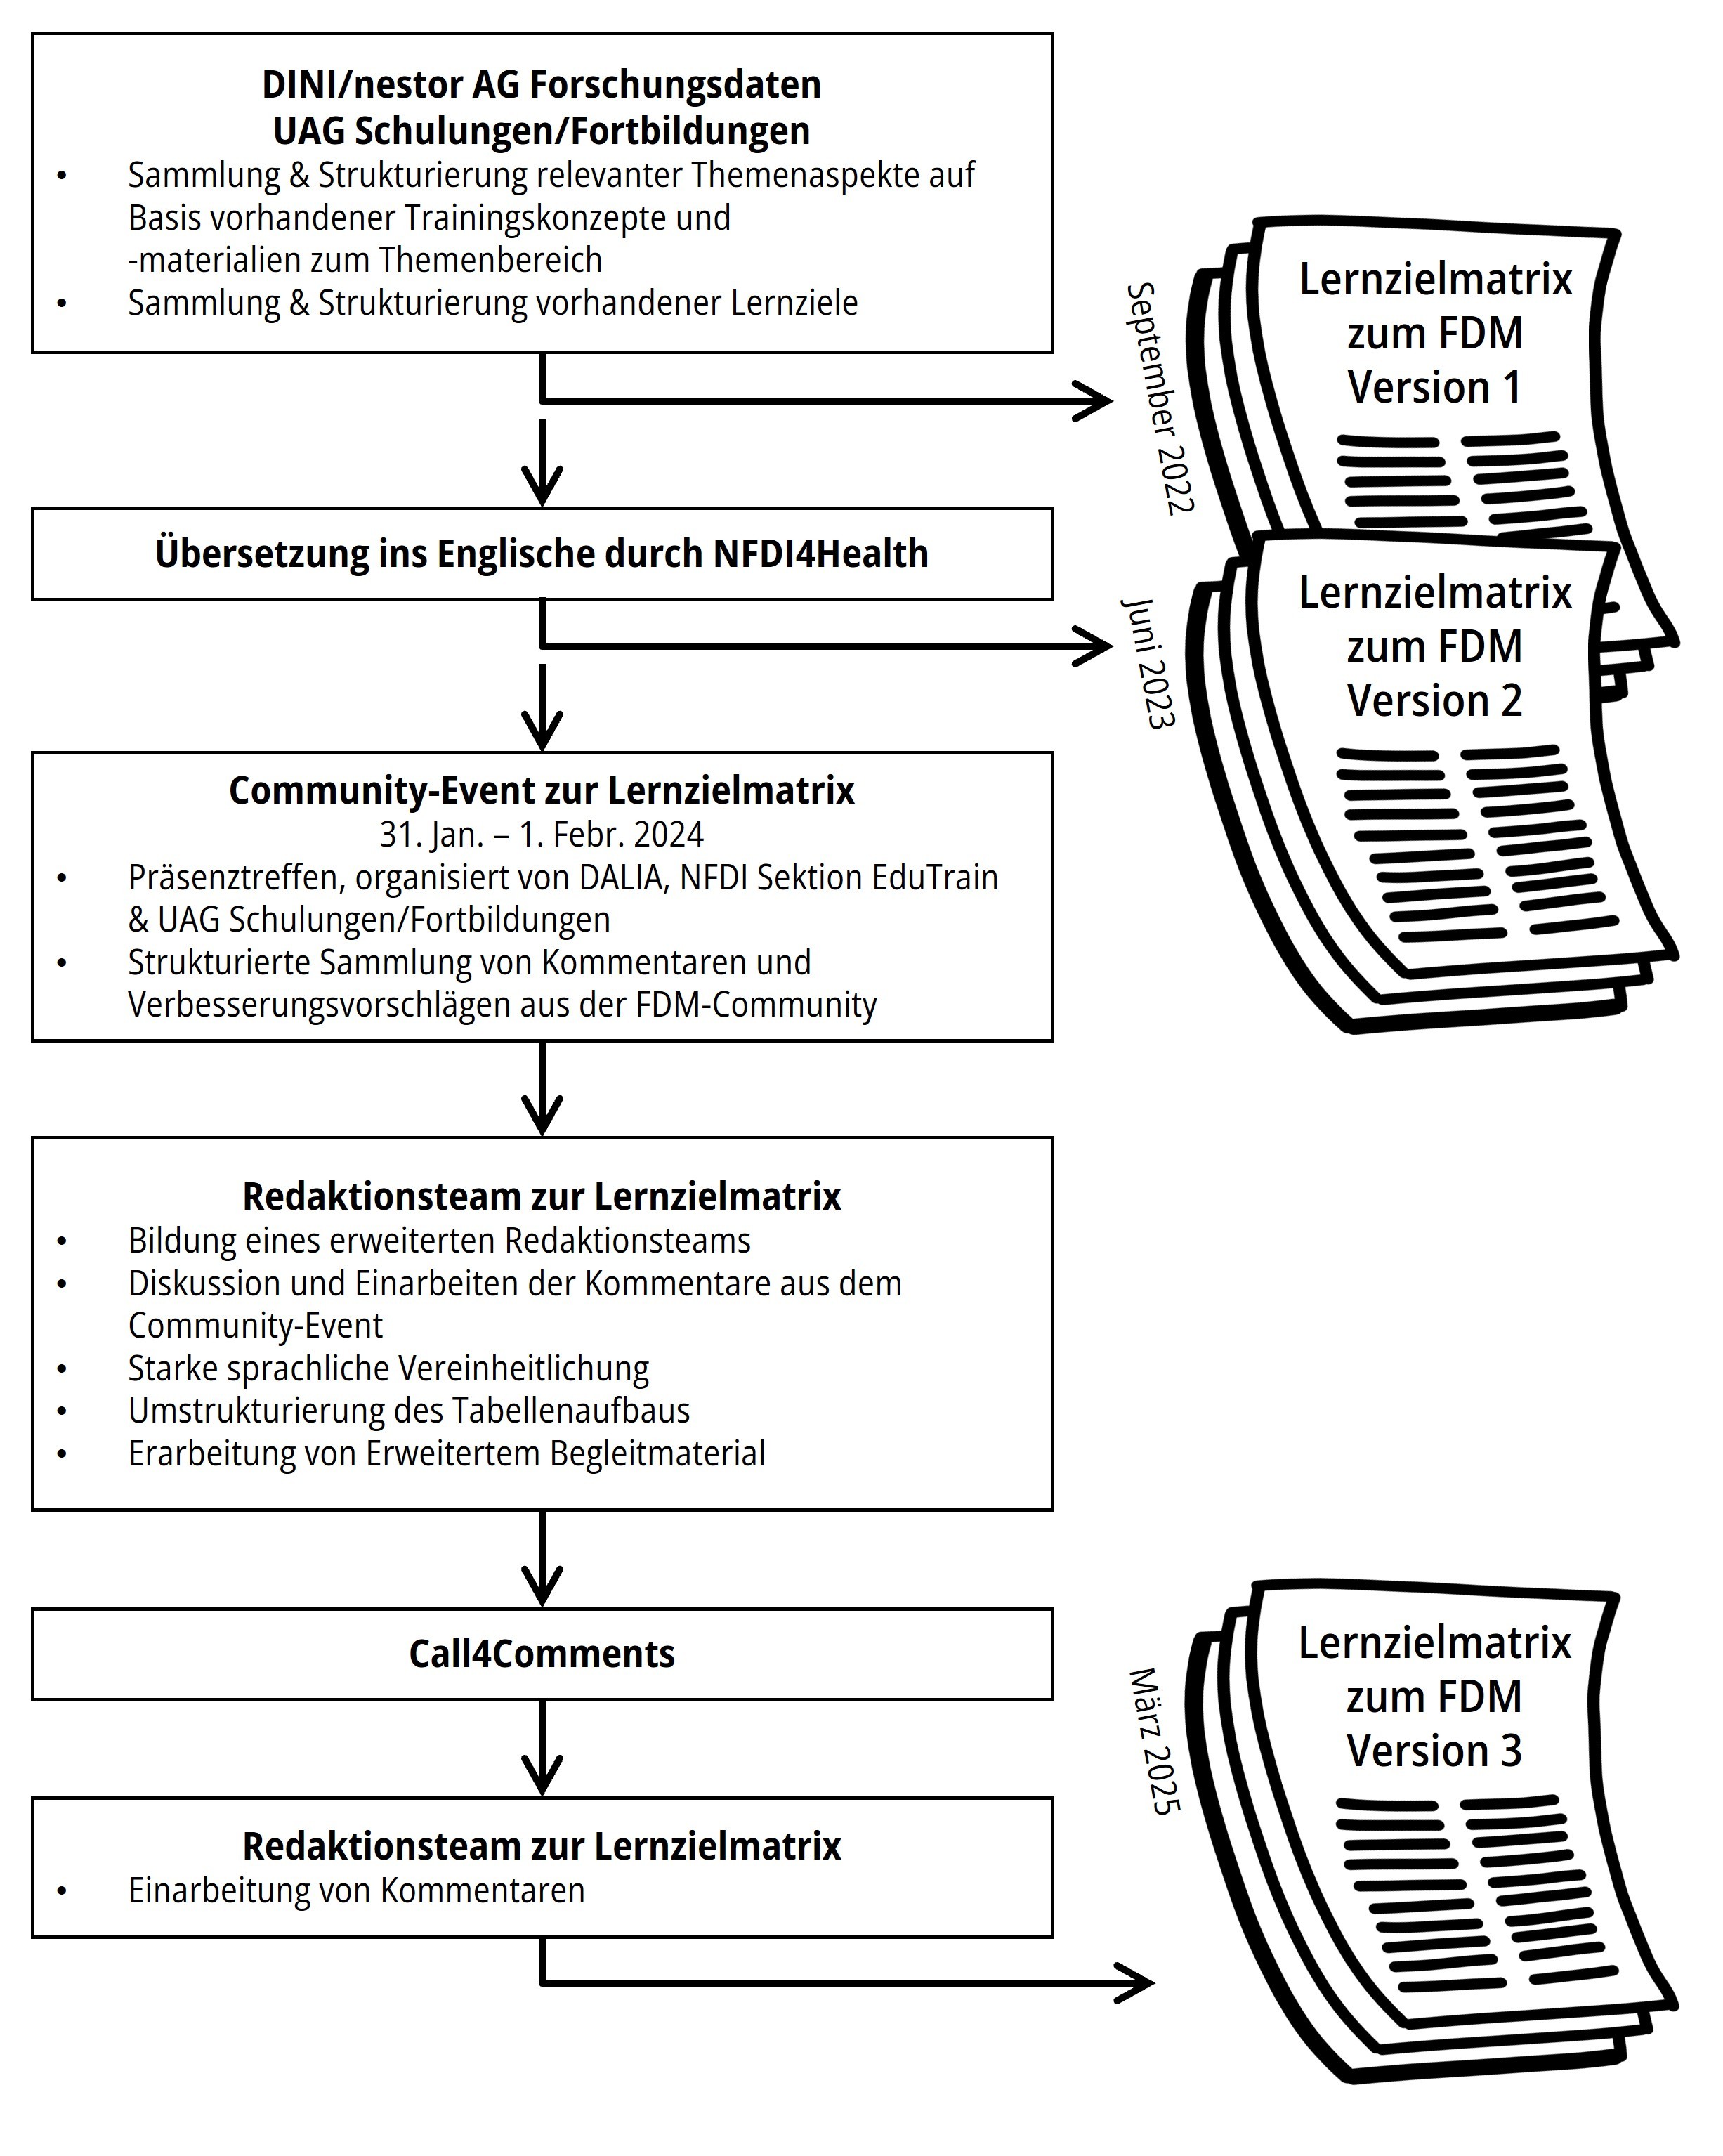 DINI/nestor AG Forschungsdaten
UAG Schulungen/Fortbildungen
• Sammlung & Strukturierung relevanter Themenaspekte auf
Basis vorhandener Trainingskonzepte und
-materialien zum Themenbereich
• Sammlung & Strukturierung vorhandener Lernziele
September 2022
Lernzielmatrix
zum FDM
Version 1
Übersetzung ins Englische durch NFDI4Health
Juni 2023
Lernzielmatrix
zum FDM
Version 2
Community-Event zur Lernzielmatrix
31. Jan. – 1. Febr. 2024
• Präsenztreffen, organisiert von DALIA, NFDI Sektion EduTrain
& UAG Schulungen/Fortbildungen
• Strukturierte Sammlung von Kommentaren und
Verbesserungsvorschlägen aus der FDM-Community
Redaktionsteam zur Lernzielmatrix
• Bildung eines erweiterten Redaktionsteams
• Diskussion und Einarbeiten der Kommentare aus dem
Community-Event
• Starke sprachliche Vereinheitlichung
• Umstrukturierung des Tabellenaufbaus
• Erarbeitung von Erweitertem Begleitmaterial
Call4Comments
Redaktionsteam zur Lernzielmatrix
• Einarbeitung von Kommentaren
März 2025
Lernzielmatrix
zum FDM
Version 3